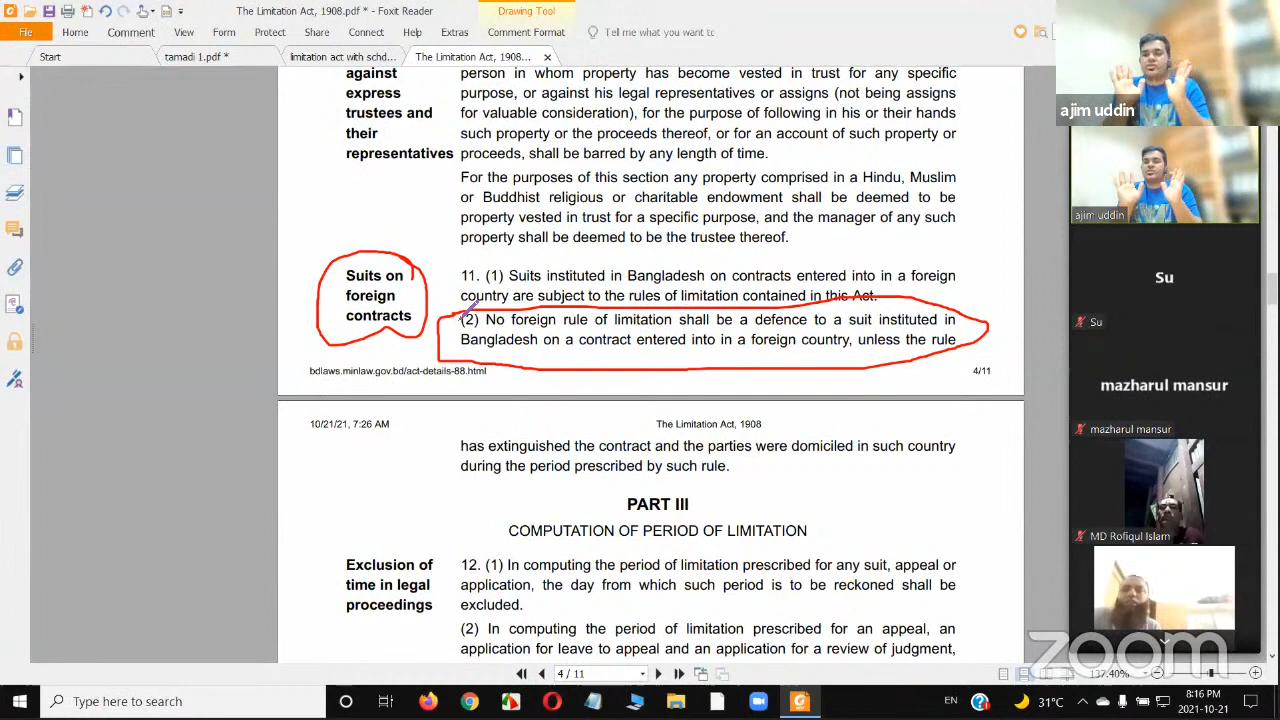 The Limitation Act, 1908.pdf * - Foxit Reader
Drawing Tool
File Home Comment View Form Protect Share Connect Help Extras Comment Format Tell me what you want to
Start tamadi 1.pdf * limitation act with schd... The Limitation Act, 1908...
against
express
trustees and
their
representatives
person in whom property has become vested in trust for any specific
purpose, or against his legal representatives or assigns (not being assigns
for valuable consideration), for the purpose of following in his or their hands
such property or the proceeds thereof, or for an account of such property or
proceeds, shall be barred by any length of time.
For the purposes of this section any property comprised in a Hindu, Muslim
or Buddhist religious or charitable endowment shall be deemed to be
property vested in trust for a specific purpose, and the manager of any such
property shall be deemed to be the trustee thereof.
Suits on
foreign
contracts
11. (1) Suits instituted in Bangladesh on contracts entered into in a foreign
country are subject to the rules of limitation contained in this Act.
(2) No foreign rule of limitation shall be a defence to a suit instituted in
Bangladesh on a contract entered into in a foreign country, unless the rule
bdlaws.minlaw.gov.bd/act-details-88.html 4/11
10/21/21, 7:26 AM The Limitation Act, 1908
has extinguished the contract and the parties were domiciled in such country
during the period prescribed by such rule.
PART III
COMPUTATION OF PERIOD OF LIMITATION
Exclusion of
time in legal
proceedings
12. (1) In computing the period of limitation prescribed for any suit, appeal or
application, the day from which such period is to be reckoned shall be
excluded.
(2) In computing the period of limitation prescribed for an appeal, an
application for leave to appeal and an application for a review of judgment,
4 / 11
137.40%
ajim uddin
ajim uddin
Su
Su
mazharul mansur
mazharul mansur
MD Rofiqul Islam
zoom
Type here to search
EN
31°C
8:16 PM
2021-10-21